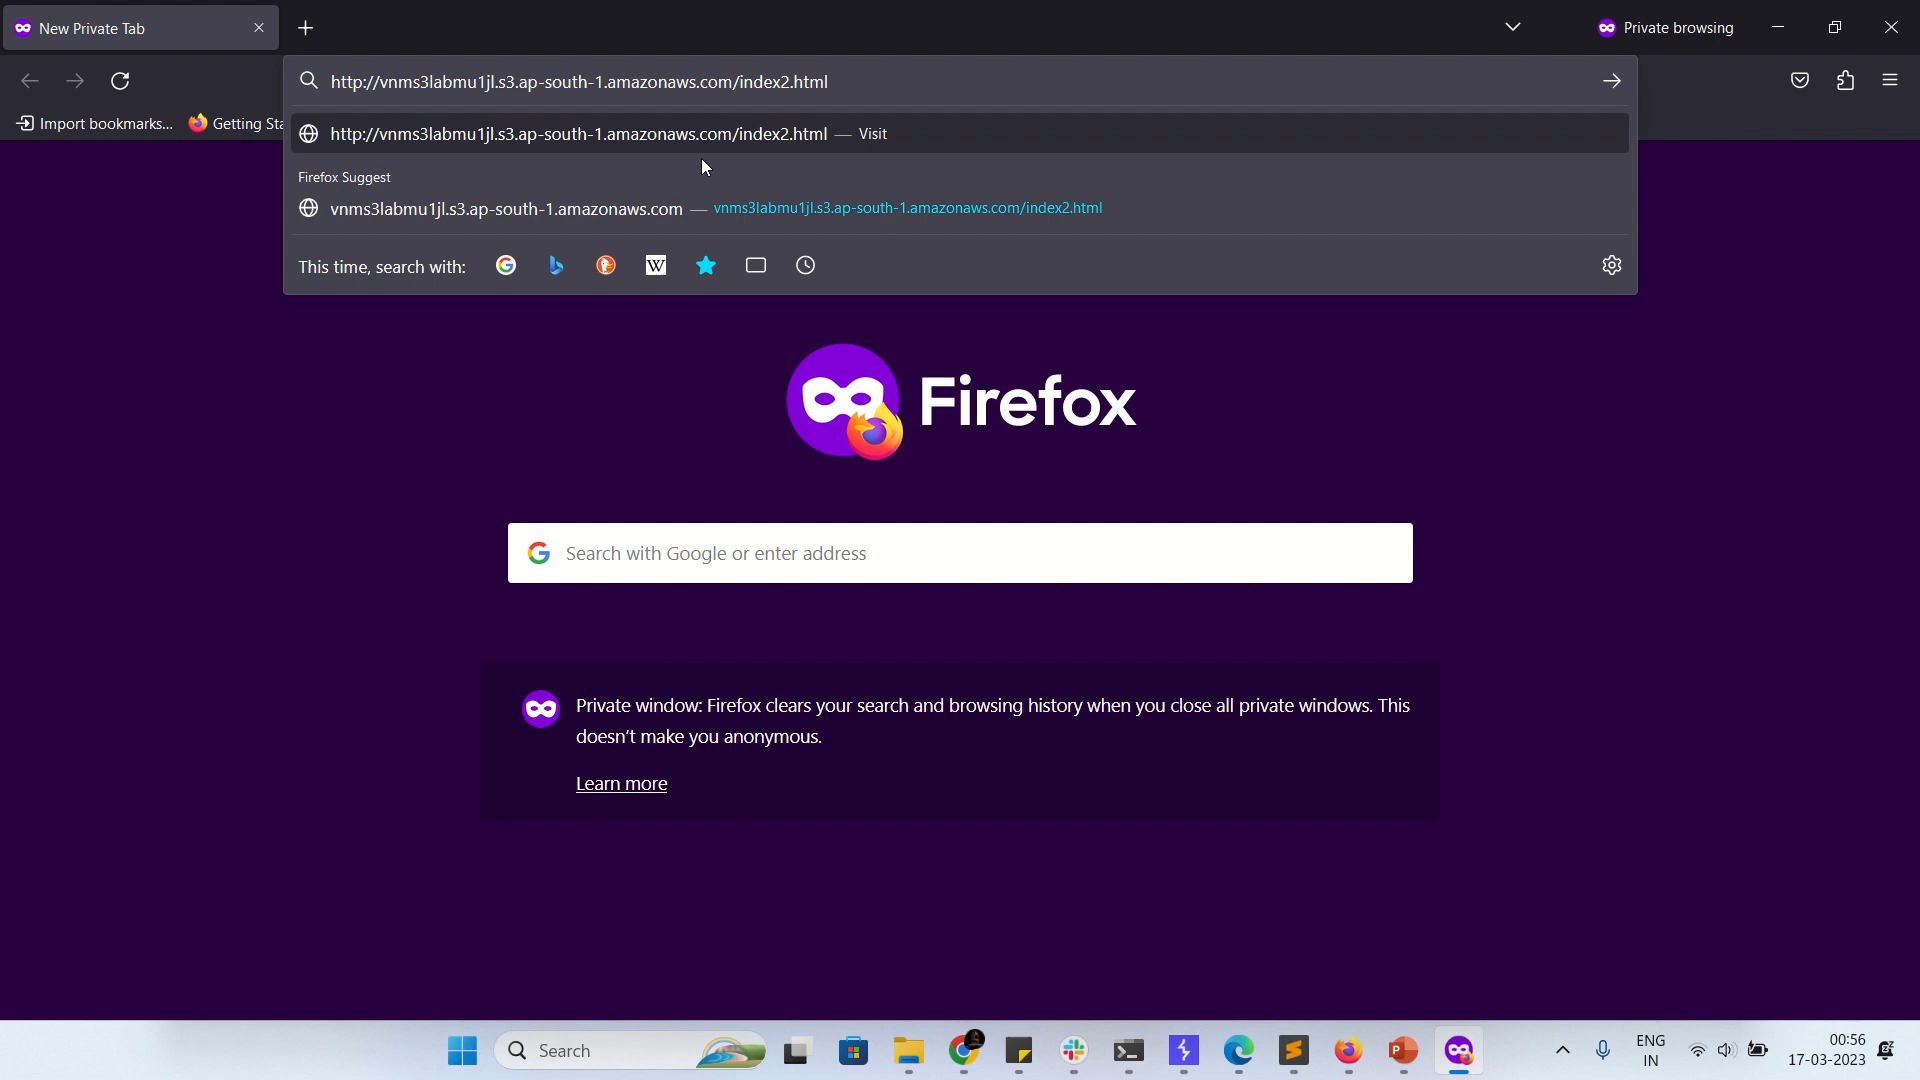 New Private Tab
Private browsing
http://vnms3labmu1jl.s3.ap-south-1.amazonaws.com/index2.html
Import bookmarks...
Getting Sta
http://vnms3labmu1jl.s3.ap-south-1.amazonaws.com/index2.html — Visit
Firefox Suggest
vnms3labmu1jl.s3.ap-south-1.amazonaws.com — vnms3labmu1jl.s3.ap-south-1.amazonaws.com/index2.html
This time, search with:
Firefox
Search with Google or enter address
Private window: Firefox clears your search and browsing history when you close all private windows. This
doesn't make you anonymous.
Learn more
Search
ENG
IN
00:56
17-03-2023